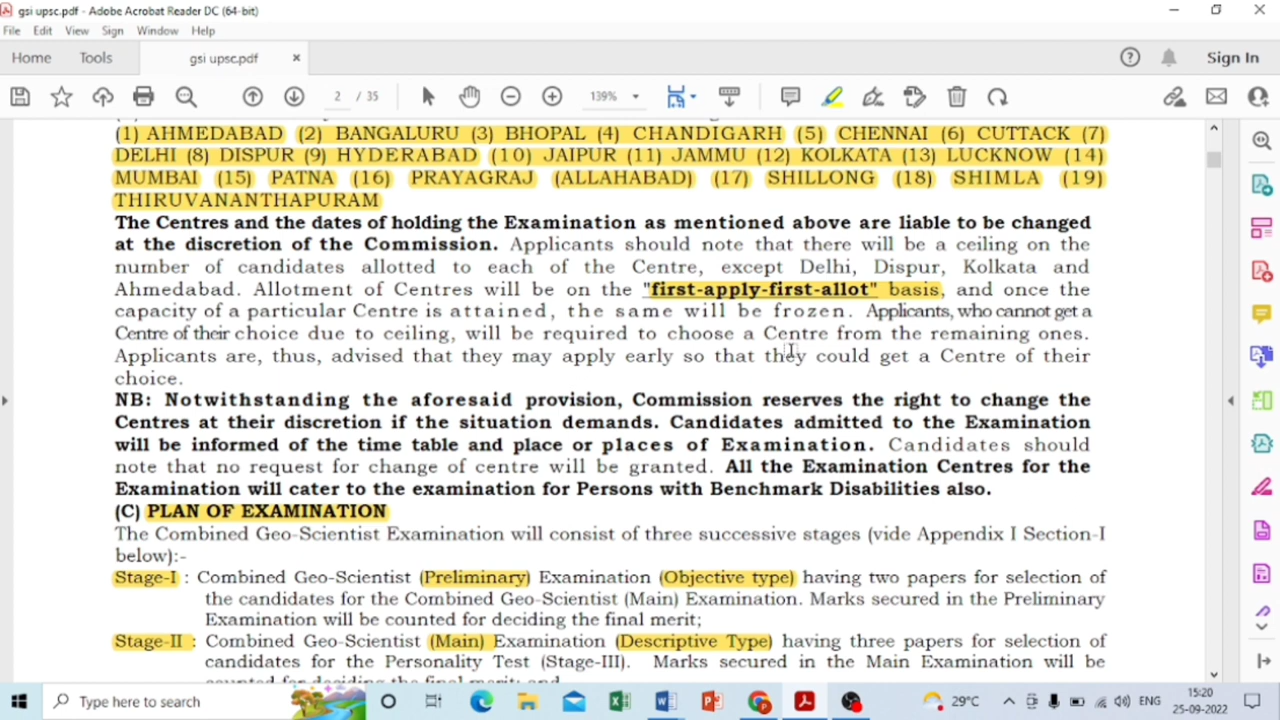 gsi upsc.pdf - Adobe Acrobat Reader DC (64-bit)
File Edit View Sign Window Help
Home Tools gsi upsc.pdf × Sign In
2 / 35 139%
(1) AHMEDABAD (2) BANGALURU (3) BHOPAL (4) CHANDIGARH (5) CHENNAI (6) CUTTACK (7)
DELHI (8) DISPUR (9) HYDERABAD (10) JAIPUR (11) JAMMU (12) KOLKATA (13) LUCKNOW (14)
MUMBAI (15) PATNA (16) PRAYAGRAJ (ALLAHABAD) (17) SHILLONG (18) SHIMLA (19)
THIRUVANANTHAPURAM
The Centres and the dates of holding the Examination as mentioned above are liable to be changed
at the discretion of the Commission. Applicants should note that there will be a ceiling on the
number of candidates allotted to each of the Centre, except Delhi, Dispur, Kolkata and
Ahmedabad. Allotment of Centres will be on the "first-apply-first-allot" basis, and once the
capacity of a particular Centre is attained, the same will be frozen. Applicants, who cannot get a
Centre of their choice due to ceiling, will be required to choose a Centre from the remaining ones.
Applicants are, thus, advised that they may apply early so that they could get a Centre of their
choice.
NB: Notwithstanding the aforesaid provision, Commission reserves the right to change the
Centres at their discretion if the situation demands. Candidates admitted to the Examination
will be informed of the time table and place or places of Examination. Candidates should
note that no request for change of centre will be granted. All the Examination Centres for the
Examination will cater to the examination for Persons with Benchmark Disabilities also.
(C) PLAN OF EXAMINATION
The Combined Geo-Scientist Examination will consist of three successive stages (vide Appendix I Section-I
below):-
Stage-I : Combined Geo-Scientist (Preliminary) Examination (Objective type) having two papers for selection of
the candidates for the Combined Geo-Scientist (Main) Examination. Marks secured in the Preliminary
Examination will be counted for deciding the final merit;
Stage-II : Combined Geo-Scientist (Main) Examination (Descriptive Type) having three papers for selection of
candidates for the Personality Test (Stage-III). Marks secured in the Main Examination will be
counted for deciding the final merit; and
Type here to search 29°C ENG 15:20
25-09-2022